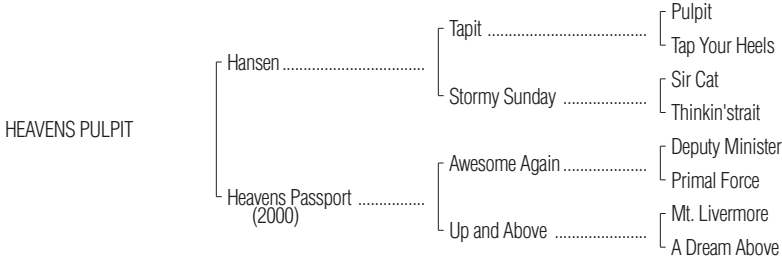 Pulpit
Tapit
Tap Your Heels
Hansen
Sir Cat
Stormy Sunday
Thinkin'strait
HEAVENS PULPIT
Deputy Minister
Awesome Again
Primal Force
Heavens Passport
(2000)
Mt. Livermore
Up and Above
A Dream Above